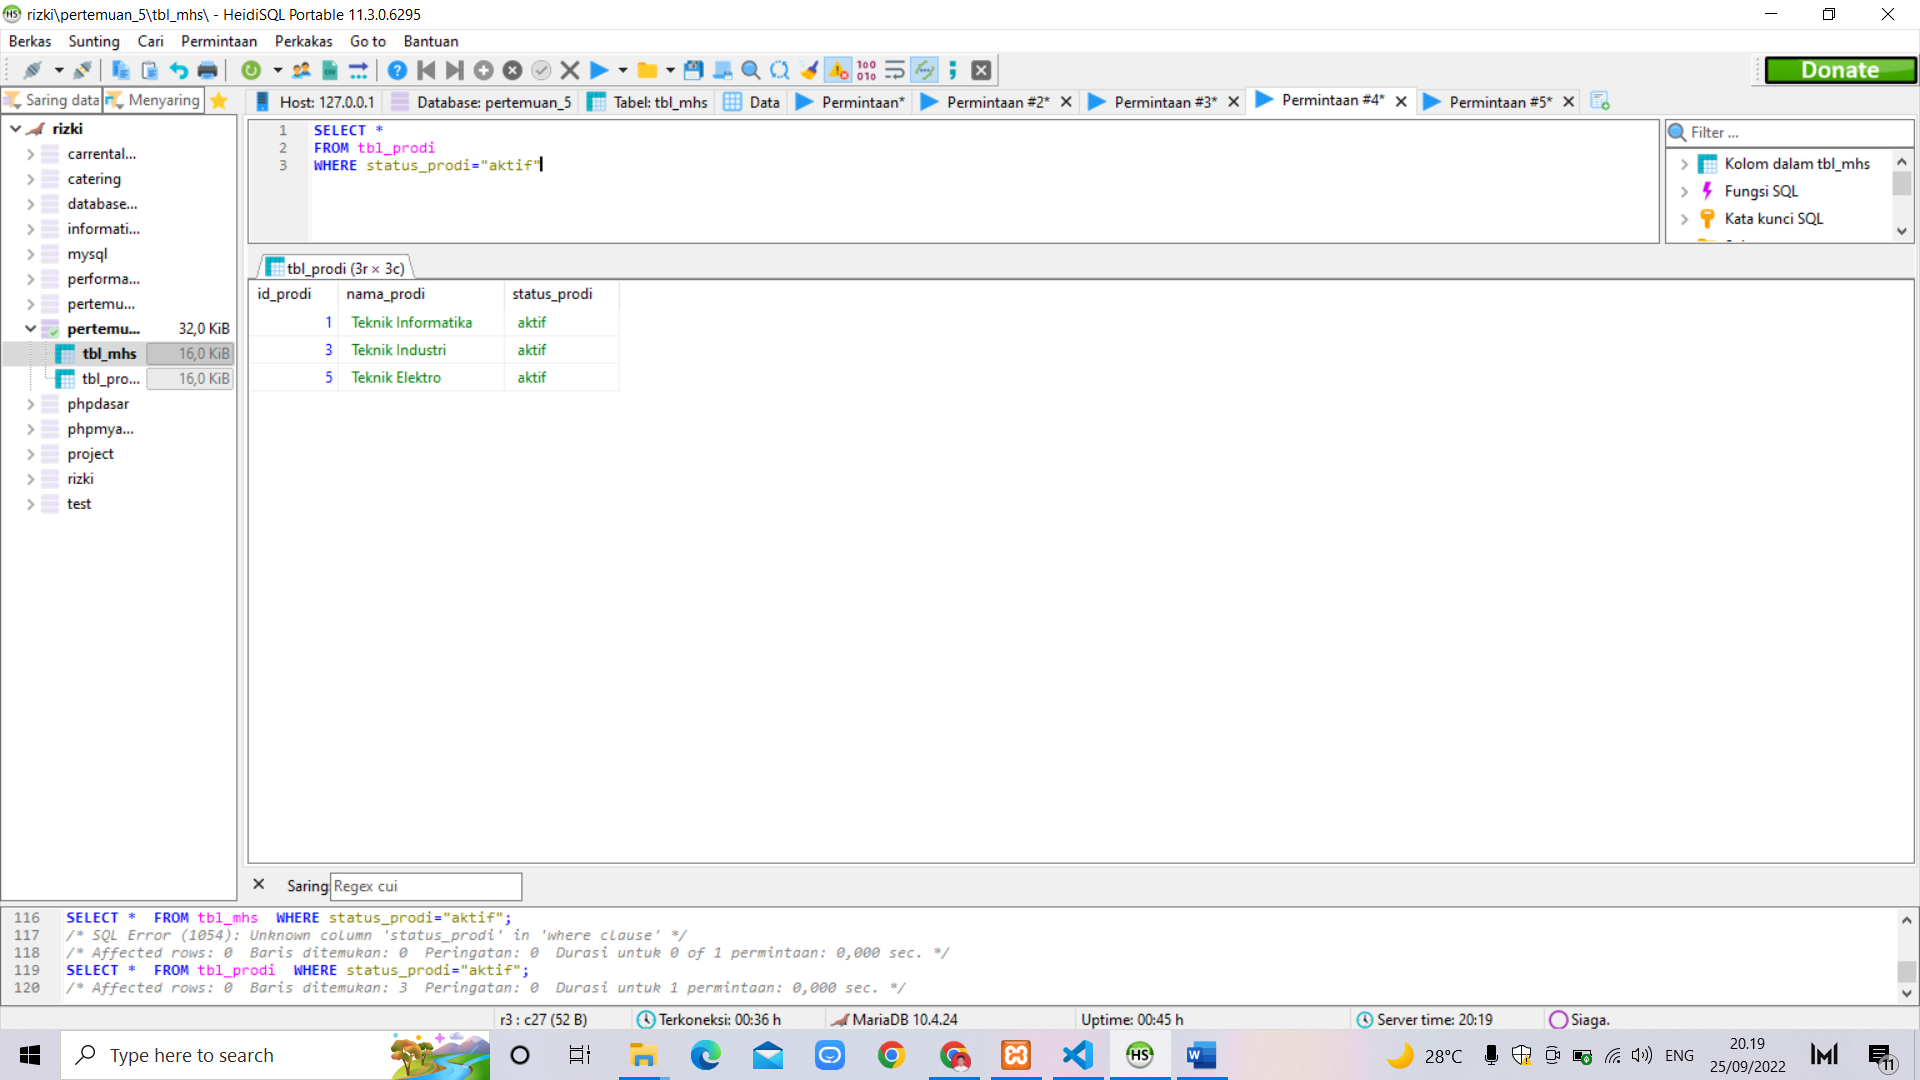 rizki\pertemuan_5\tbl_mhs\ - HeidiSQL Portable 11.3.0.6295
Berkas Sunting Cari Permintaan Perkakas Go to Bantuan
Donate
Saring data Menyaring
Host: 127.0.0.1 Database: pertemuan_5 Tabel: tbl_mhs Data Permintaan* Permintaan #2* Permintaan #3* Permintaan #4* Permintaan #5*
rizki
carrental...
catering
database...
informati...
mysql
performa...
pertemu...
pertemu... 32,0 KiB
tbl_mhs 16,0 KiB
tbl_pro... 16,0 KiB
phpdasar
phpmya...
project
rizki
test
1 SELECT *
2 FROM tbl_prodi
3 WHERE status_prodi="aktif"
Filter ...
Kolom dalam tbl_mhs
Fungsi SQL
Kata kunci SQL
tbl_prodi (3r × 3c)
id_prodi nama_prodi status_prodi
1 Teknik Informatika aktif
3 Teknik Industri aktif
5 Teknik Elektro aktif
Saring Regex cui
116 SELECT * FROM tbl_mhs WHERE status_prodi="aktif";
117 /* SQL Error (1054): Unknown column 'status_prodi' in 'where clause' */
118 /* Affected rows: 0 Baris ditemukan: 0 Peringatan: 0 Durasi untuk 0 of 1 permintaan: 0,000 sec. */
119 SELECT * FROM tbl_prodi WHERE status_prodi="aktif";
120 /* Affected rows: 0 Baris ditemukan: 3 Peringatan: 0 Durasi untuk 1 permintaan: 0,000 sec. */
r3 : c27 (52 B) Terkoneksi: 00:36 h MariaDB 10.4.24 Uptime: 00:45 h Server time: 20:19 Siaga.
Type here to search
28°C ENG
20.19
25/09/2022
11